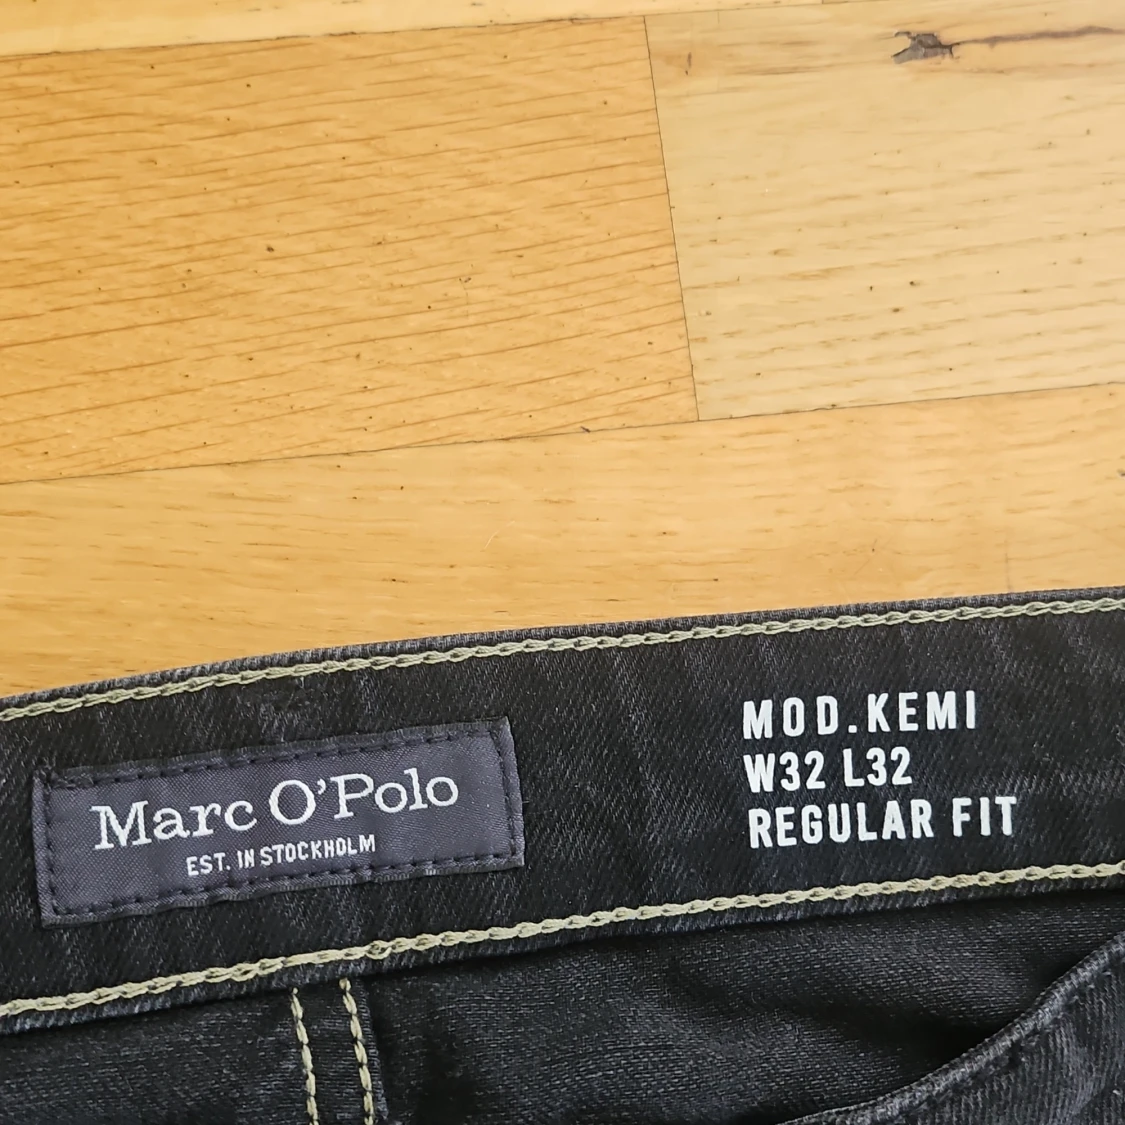 Marc O'Polo
EST. IN STOCKHOLM
MOD.KEMI
W32 L32
REGULAR FIT